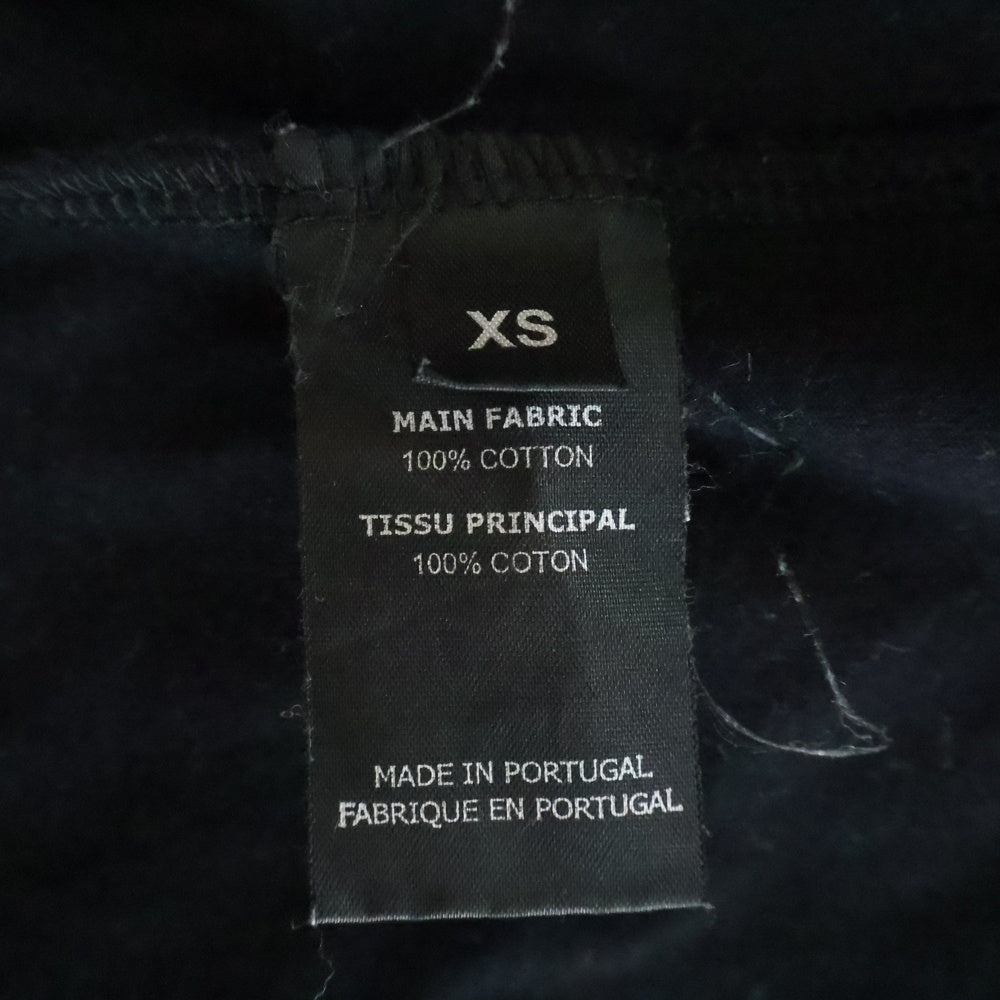 XS
MAIN FABRIC
100% COTTON
TISSU PRINCIPAL
100% COTON
MADE IN PORTUGAL
FABRIQUE EN PORTUGAL